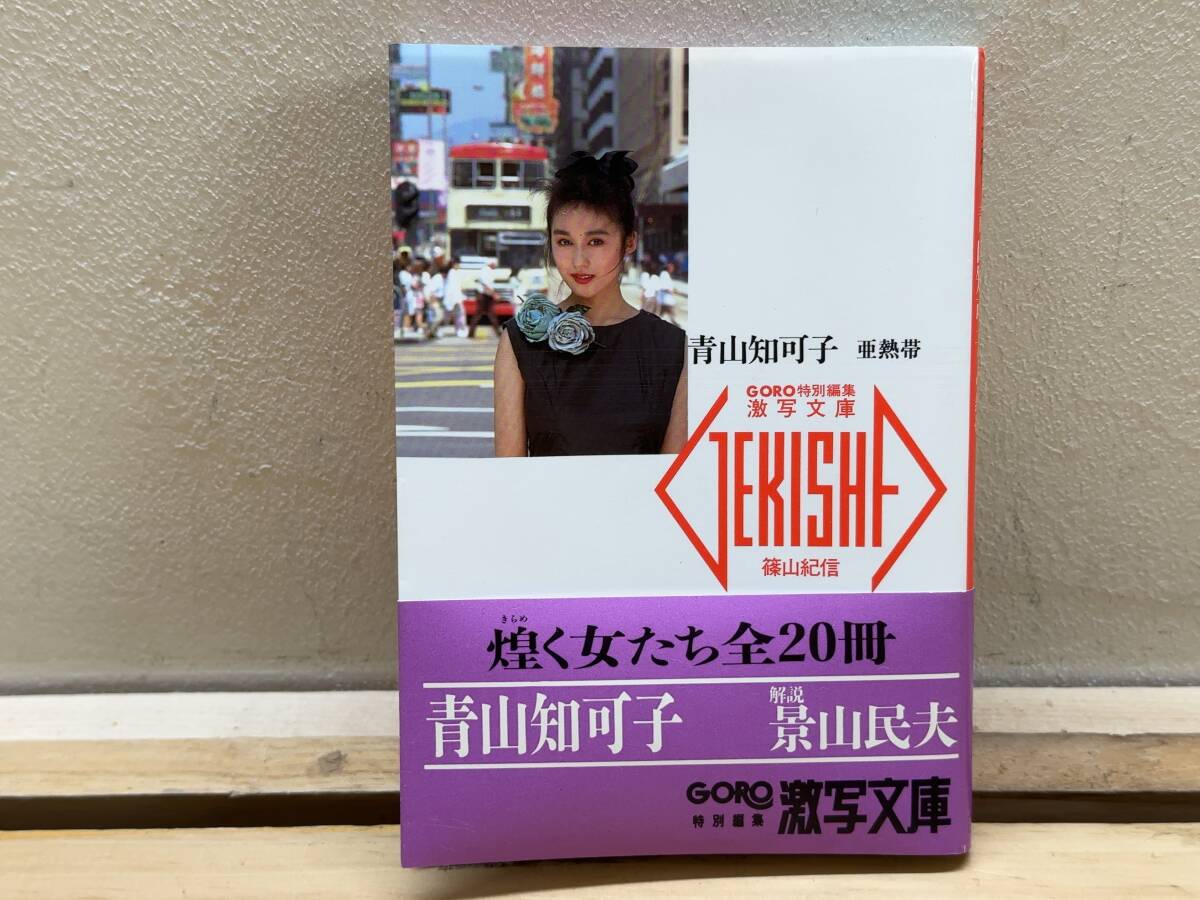 青山知可子 亜熱帯
GORO特別編集
激写文庫
GEKISHA
篠山紀信
きらめ
煌く女たち全20冊
青山知可子 解説 景山民夫
GORO 特別編集 激写文庫